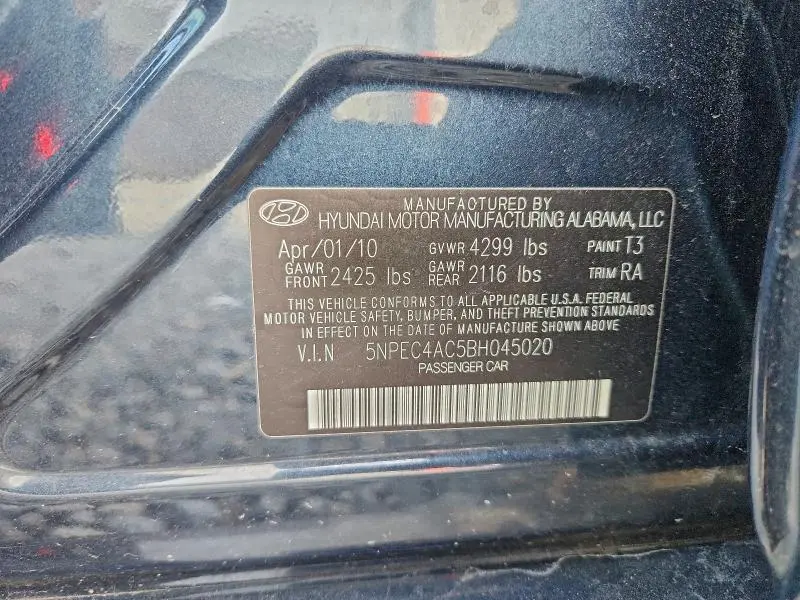 MANUFACTURED BY
HYUNDAI MOTOR MANUFACTURING ALABAMA, LLC
Apr/01/10 GVWR 4299 lbs PAINT T3
GAWR FRONT 2425 lbs GAWR REAR 2116 lbs TRIM RA
THIS VEHICLE CONFORMS TO ALL APPLICABLE U.S.A. FEDERAL
MOTOR VEHICLE SAFETY, BUMPER, AND THEFT PREVENTION STANDARDS
IN EFFECT ON THE DATE OF MANUFACTURE SHOWN ABOVE
V.I.N 5NPEC4AC5BH045020
PASSENGER CAR